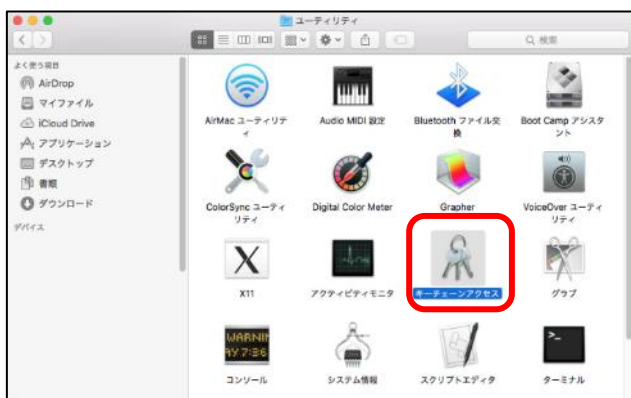 ユーティリティ
検索
よく使う項目
AirDrop
マイファイル
iCloud Drive
アプリケーション
デスクトップ
書類
ダウンロード
デバイス
AirMac ユーティリテ
ィ
Audio MIDI 設定
Bluetooth ファイル交
換
Boot Camp アシスタ
ント
ColorSync ユーティ
リティ
Digital Color Meter
Grapher
VoiceOver ユーティ
リティ
X11
アクティビティモニタ
キーチェーンアクセス
グラブ
WARNIN
AY 7:36
コンソール
システム情報
スクリプトエディタ
ターミナル